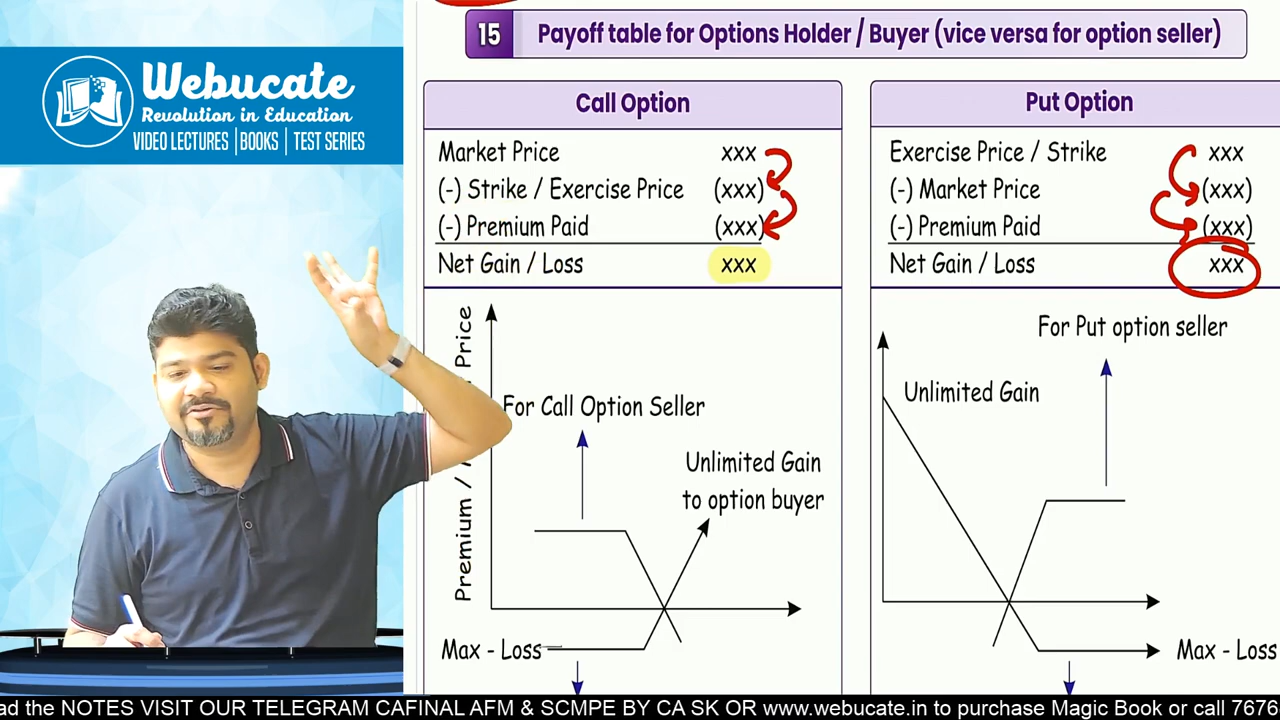 15 Payoff table for Options Holder / Buyer (vice versa for option seller)
Webucate
Revolution in Education
VIDEO LECTURES | BOOKS | TEST SERIES
Call Option
Market Price xxx
(-) Strike / Exercise Price (xxx)
(-) Premium Paid (xxx)
Net Gain / Loss xxx
Premium / Price
For Call Option Seller
Unlimited Gain
to option buyer
Max - Loss
Put Option
Exercise Price / Strike xxx
(-) Market Price (xxx)
(-) Premium Paid (xxx)
Net Gain / Loss xxx
For Put option seller
Unlimited Gain
Max - Loss
ad the NOTES VISIT OUR TELEGRAM CAFINAL AFM & SCMPE BY CA SK OR www.webucate.in to purchase Magic Book or call 7676